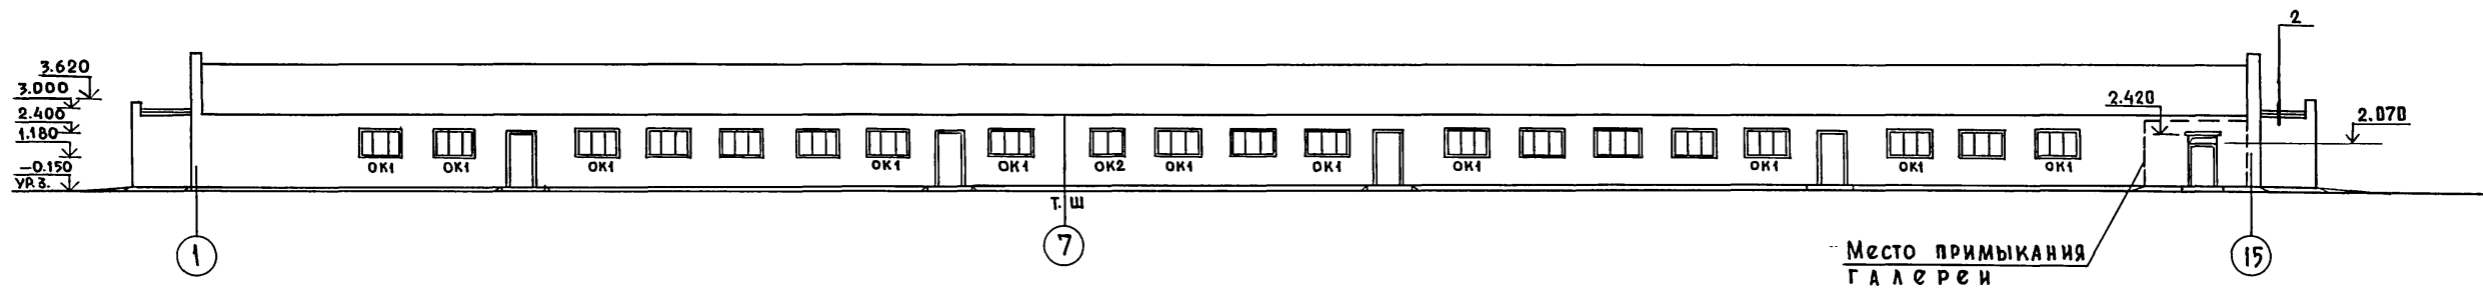 2
3.620
3.000
2.400
1.180
-0.150
УР.З.
2.420
2.070
ОК1 ОК1 ОК1 ОК1 ОК1 ОК2 ОК1 ОК1 ОК1 ОК1 ОК1 ОК1
Т.Ш
1 7 15
Место примыкания
галереи